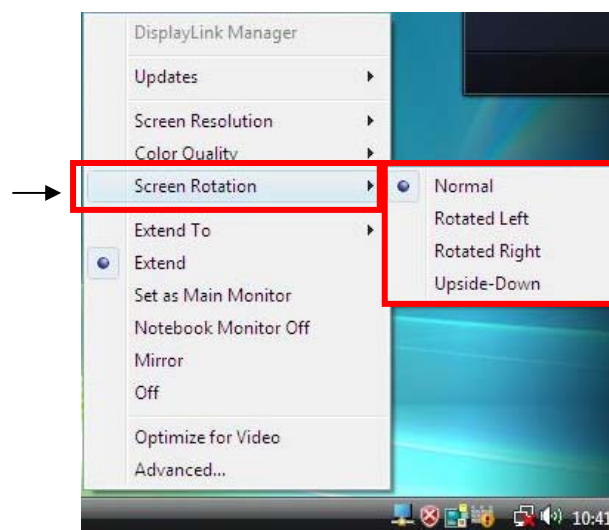 DisplayLink Manager
Updates
Screen Resolution
Color Quality
Screen Rotation
Extend To
Extend
Set as Main Monitor
Notebook Monitor Off
Mirror
Off
Optimize for Video
Advanced...
Normal
Rotated Left
Rotated Right
Upside-Down
10:41